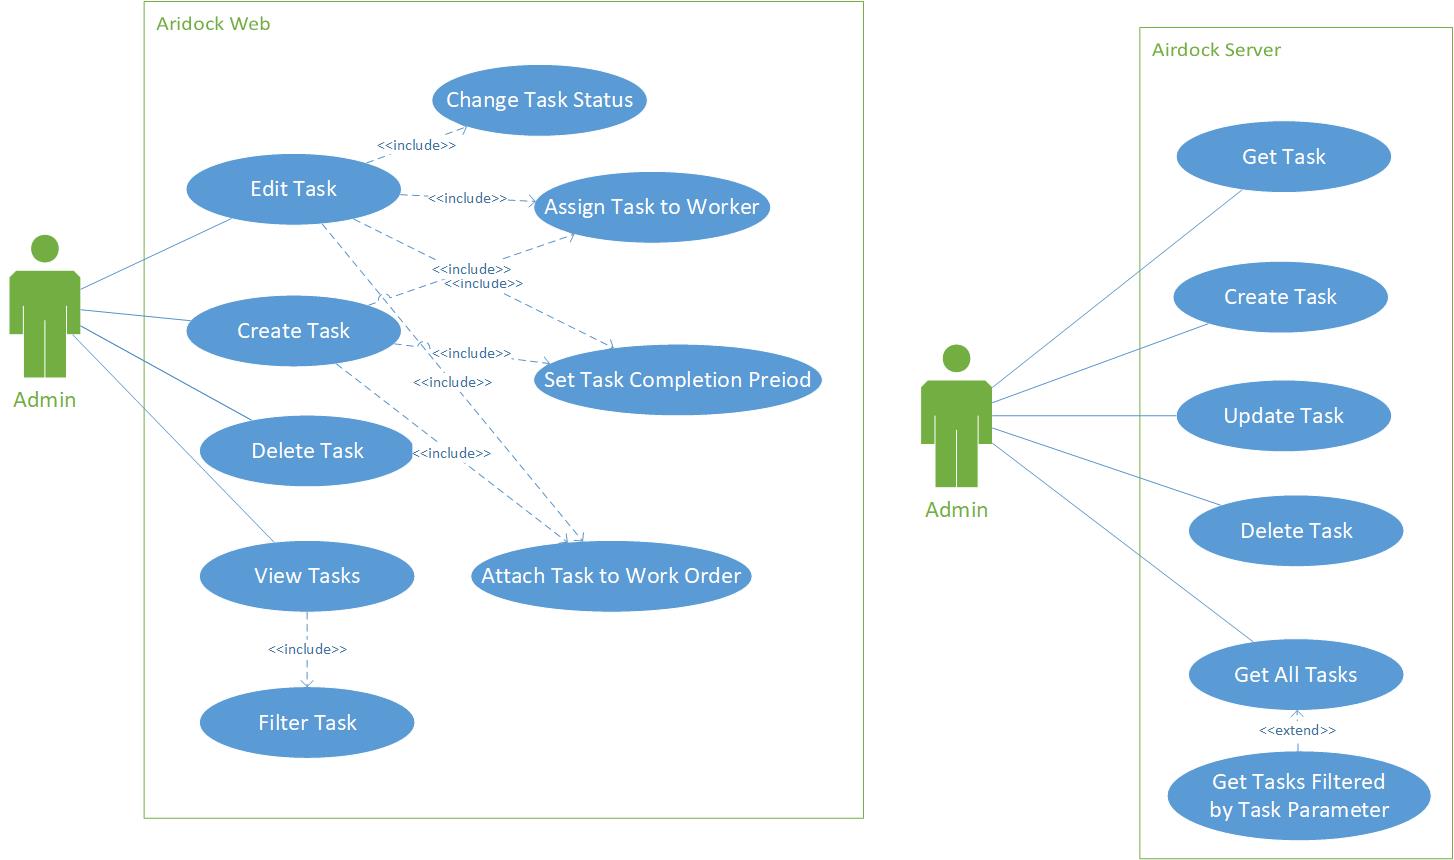 Aridock Web
Change Task Status
<<include>>
Edit Task
<<include>>
Assign Task to Worker
<<include>>
<<include>>
Create Task
<<include>>
Set Task Completion Preiod
<<include>>
Admin
Delete Task
<<include>>
View Tasks
Attach Task to Work Order
<<include>>
Filter Task
Airdock Server
Get Task
Create Task
Update Task
Admin
Delete Task
Get All Tasks
<<extend>>
Get Tasks Filtered
by Task Parameter